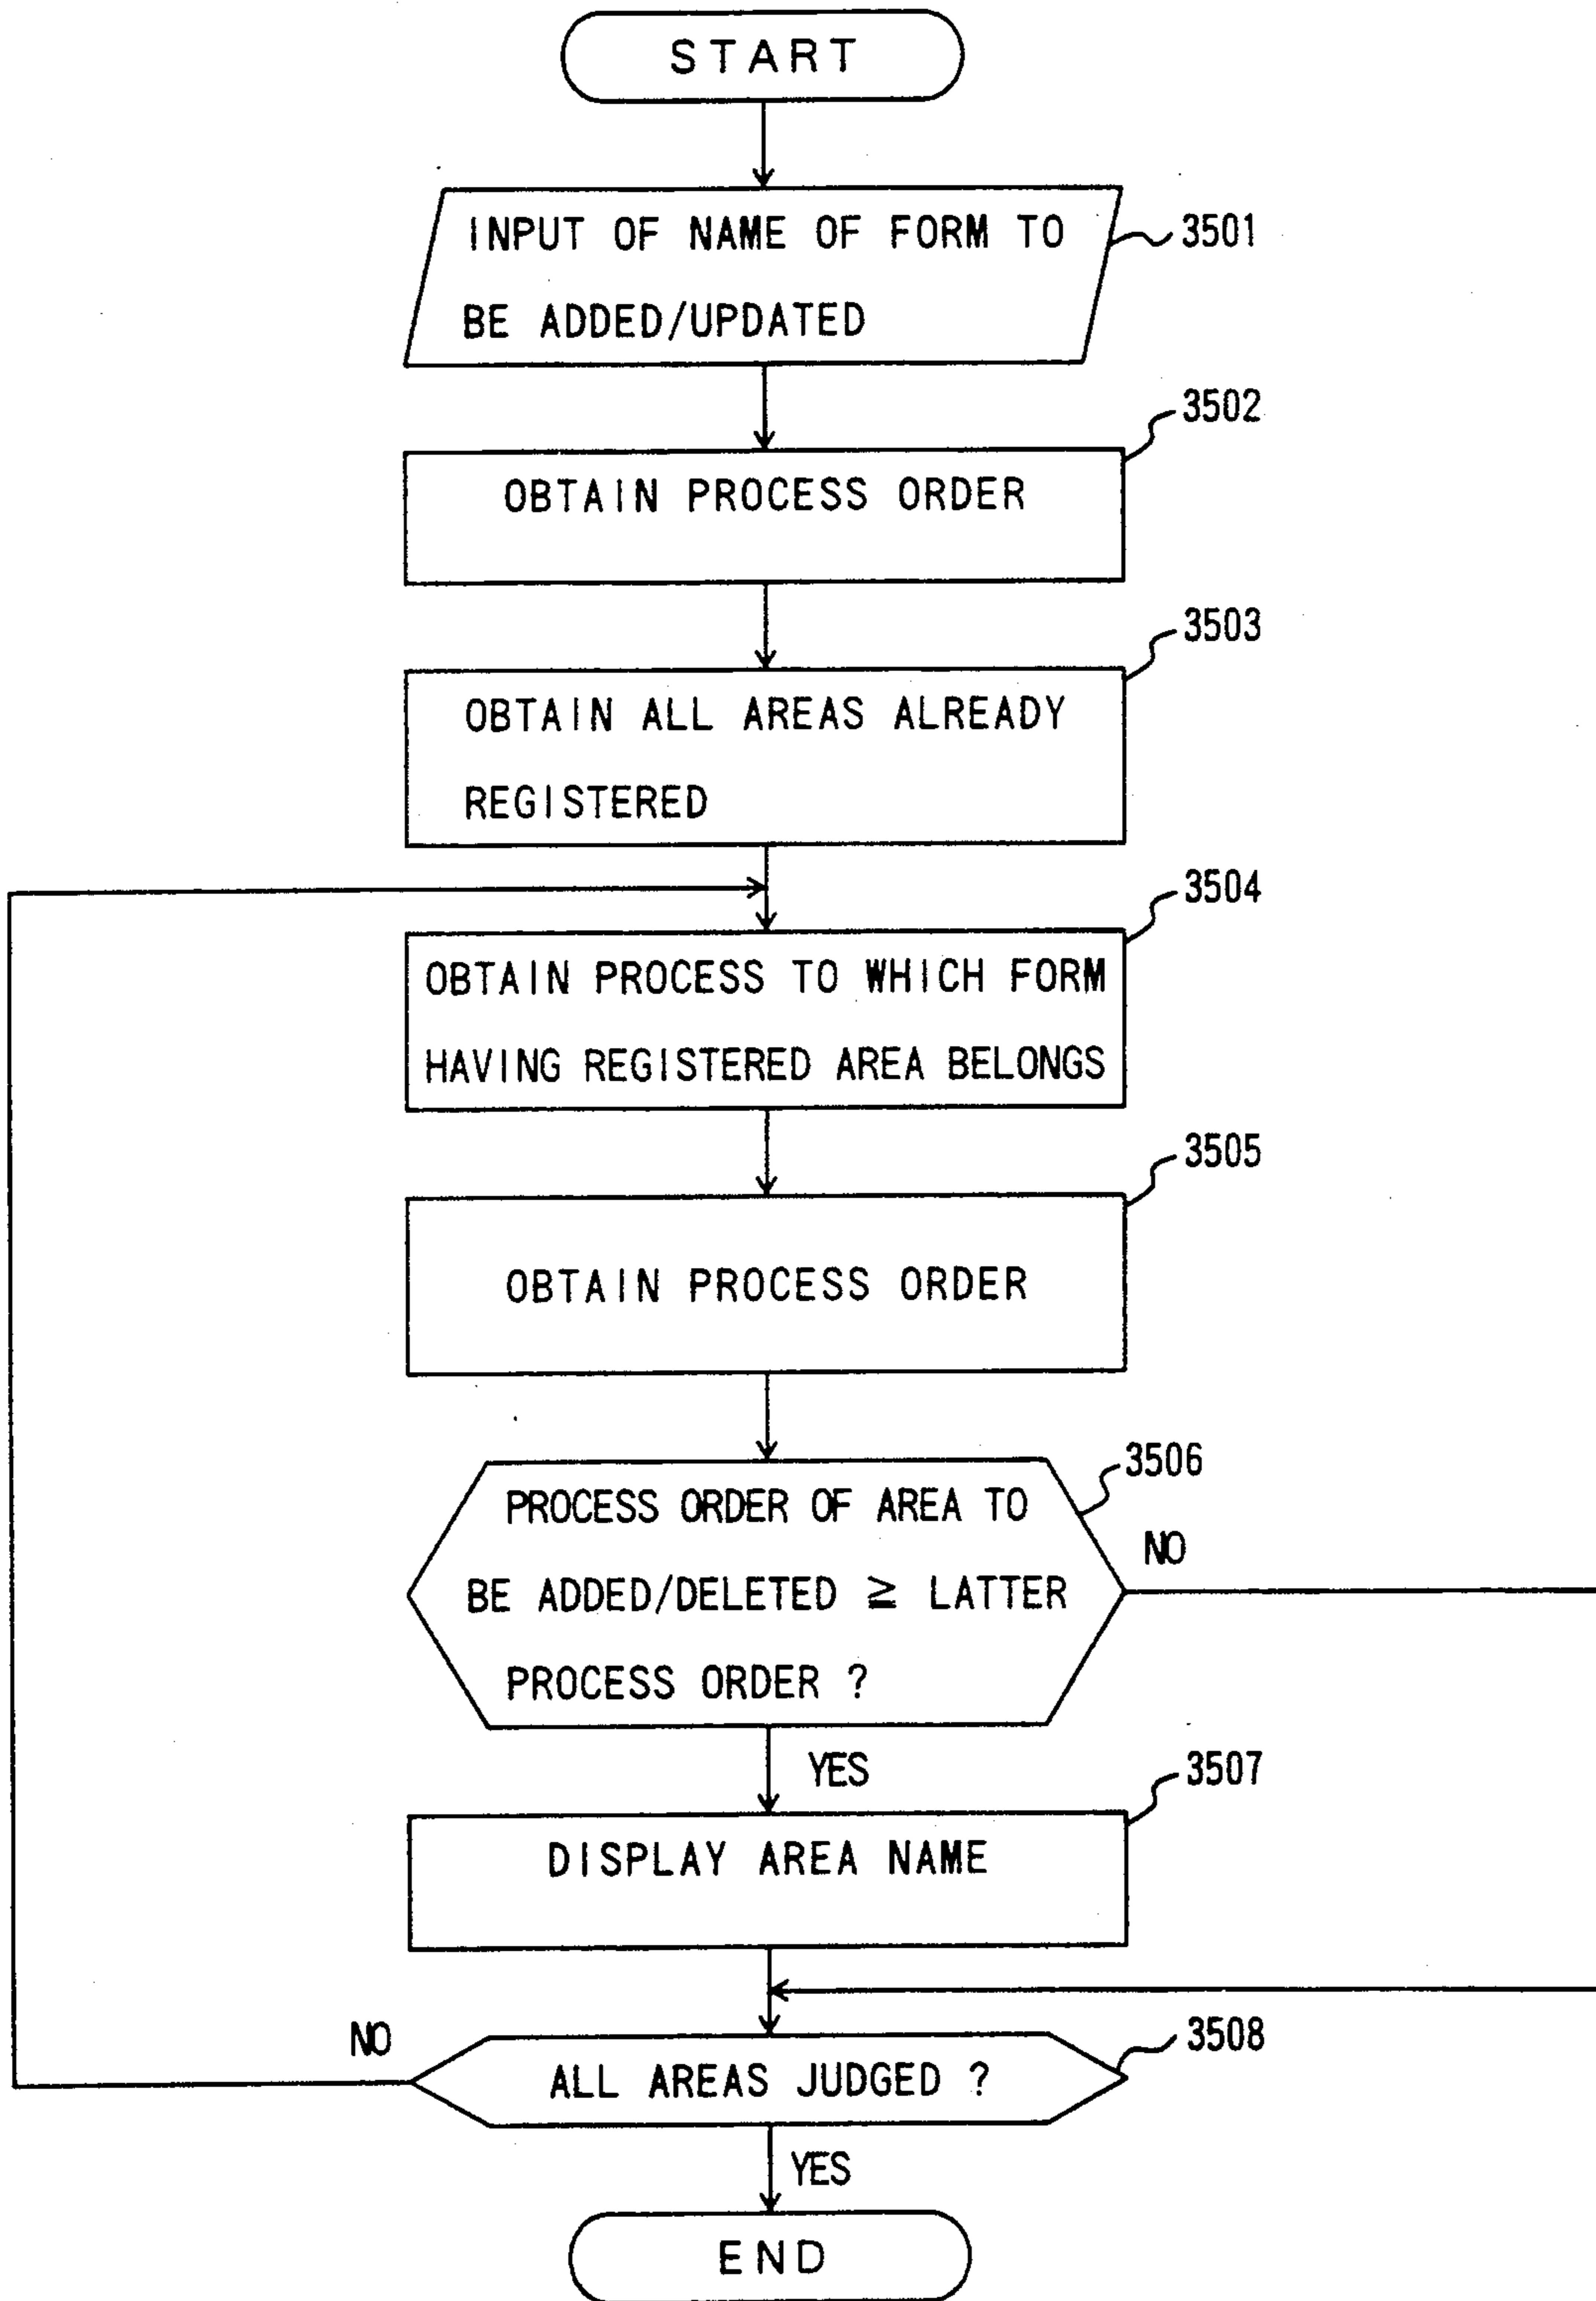 START
INPUT OF NAME OF FORM TO
BE ADDED/UPDATED
3501
3502
OBTAIN PROCESS ORDER
3503
OBTAIN ALL AREAS ALREADY
REGISTERED
3504
OBTAIN PROCESS TO WHICH FORM
HAVING REGISTERED AREA BELONGS
3505
OBTAIN PROCESS ORDER
3506
PROCESS ORDER OF AREA TO
BE ADDED/DELETED ≧ LATTER
PROCESS ORDER ?
NO
YES
3507
DISPLAY AREA NAME
3508
NO
ALL AREAS JUDGED ?
YES
END